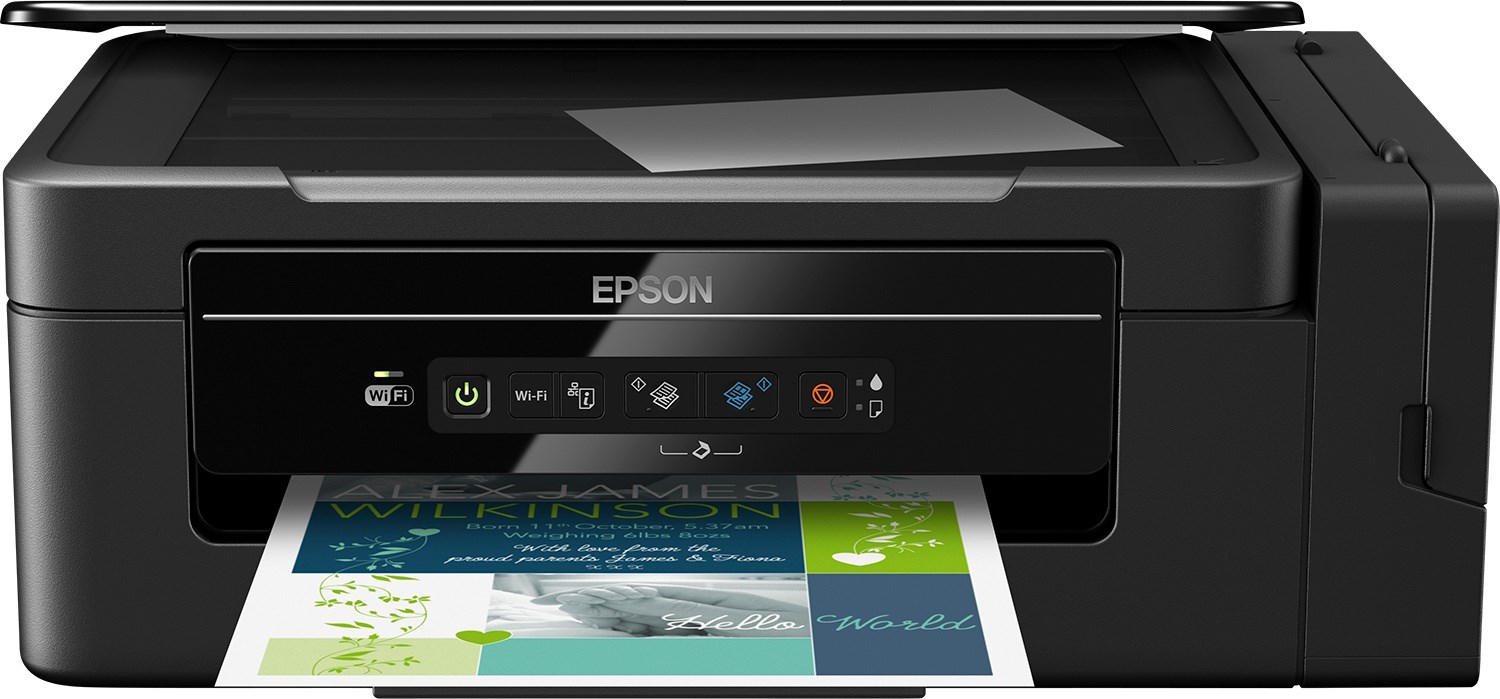 EPSON
WiFi
Wi-Fi
ALEX JAMES
WILKINSON
Born 11th October, 5.37am
Weighing 6lbs 8ozs
With love from the
proud parents James & Fiona
x x x
Hello World